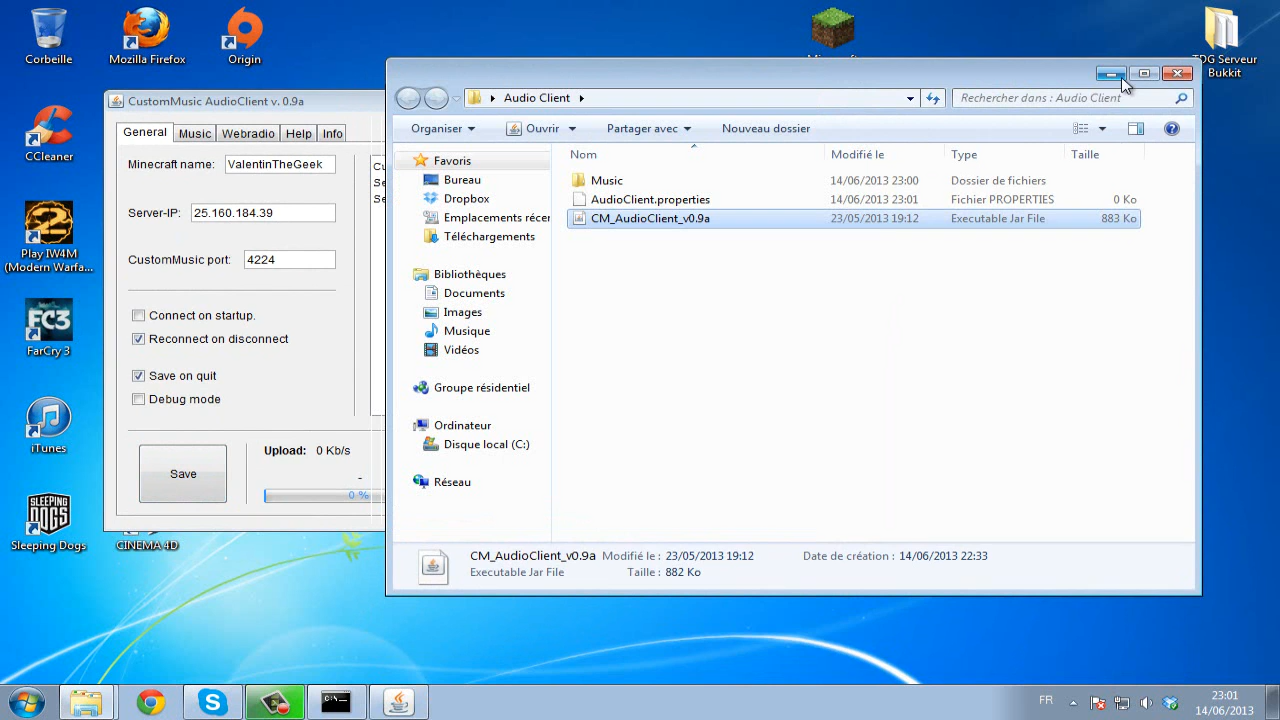 Corbeille
Mozilla Firefox
Origin
TDG Serveur
Bukkit
CCleaner
Play IW4M
(Modern Warfa...
FC3
FarCry 3
iTunes
SLEEPING
DOGS
Sleeping Dogs
CINEMA 4D
CustomMusic AudioClient v. 0.9a
General
Music
Webradio
Help
Info
Minecraft name:
ValentinTheGeek
Server-IP:
25.160.184.39
CustomMusic port:
4224
Connect on startup.
Reconnect on disconnect
Save on quit
Debug mode
Save
Upload: 0 Kb/s
-
0 %
Audio Client
Rechercher dans : Audio Client
Organiser
Ouvrir
Partager avec
Nouveau dossier
Favoris
Bureau
Dropbox
Emplacements récer
Téléchargements
Bibliothèques
Documents
Images
Musique
Vidéos
Groupe résidentiel
Ordinateur
Disque local (C:)
Réseau
Nom Modifié le Type Taille
Music 14/06/2013 23:00 Dossier de fichiers
AudioClient.properties 14/06/2013 23:01 Fichier PROPERTIES 0 Ko
CM_AudioClient_v0.9a 23/05/2013 19:12 Executable Jar File 883 Ko
CM_AudioClient_v0.9a Modifié le : 23/05/2013 19:12 Date de création : 14/06/2013 22:33
Executable Jar File Taille : 882 Ko
FR
23:01
14/06/2013